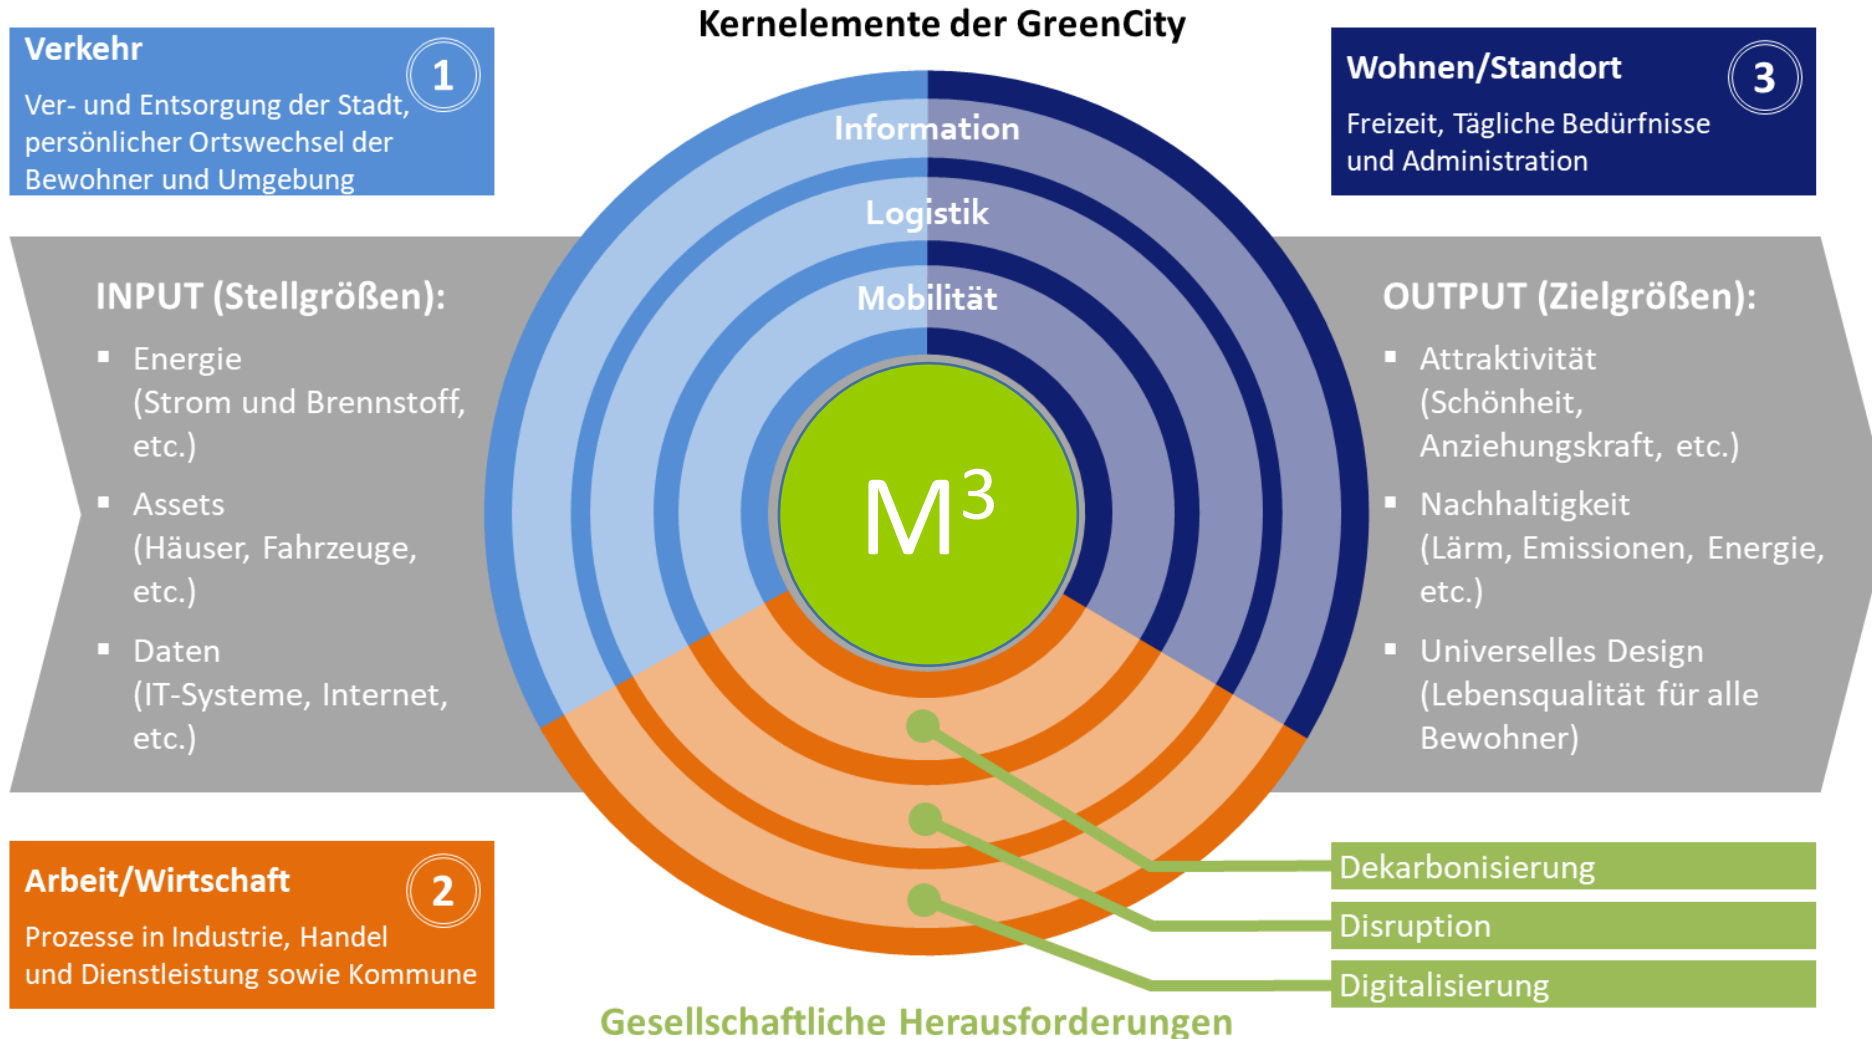 Kernelemente der GreenCity
Verkehr
1
Ver- und Entsorgung der Stadt,
persönlicher Ortswechsel der
Bewohner und Umgebung
Wohnen/Standort
3
Freizeit, Tägliche Bedürfnisse
und Administration
Information
Logistik
Mobilität
M³
INPUT (Stellgrößen):
▪ Energie
(Strom und Brennstoff,
etc.)
▪ Assets
(Häuser, Fahrzeuge,
etc.)
▪ Daten
(IT-Systeme, Internet,
etc.)
OUTPUT (Zielgrößen):
▪ Attraktivität
(Schönheit,
Anziehungskraft, etc.)
▪ Nachhaltigkeit
(Lärm, Emissionen, Energie,
etc.)
▪ Universelles Design
(Lebensqualität für alle
Bewohner)
Arbeit/Wirtschaft
2
Prozesse in Industrie, Handel
und Dienstleistung sowie Kommune
Dekarbonisierung
Disruption
Digitalisierung
Gesellschaftliche Herausforderungen